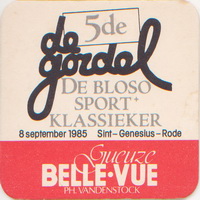 5de
de gordel
DE BLOSO
SPORT
KLASSIEKER
8 september 1985 Sint-Genesius-Rode
Gueuze
BELLE-VUE
PH. VANDENSTOCK